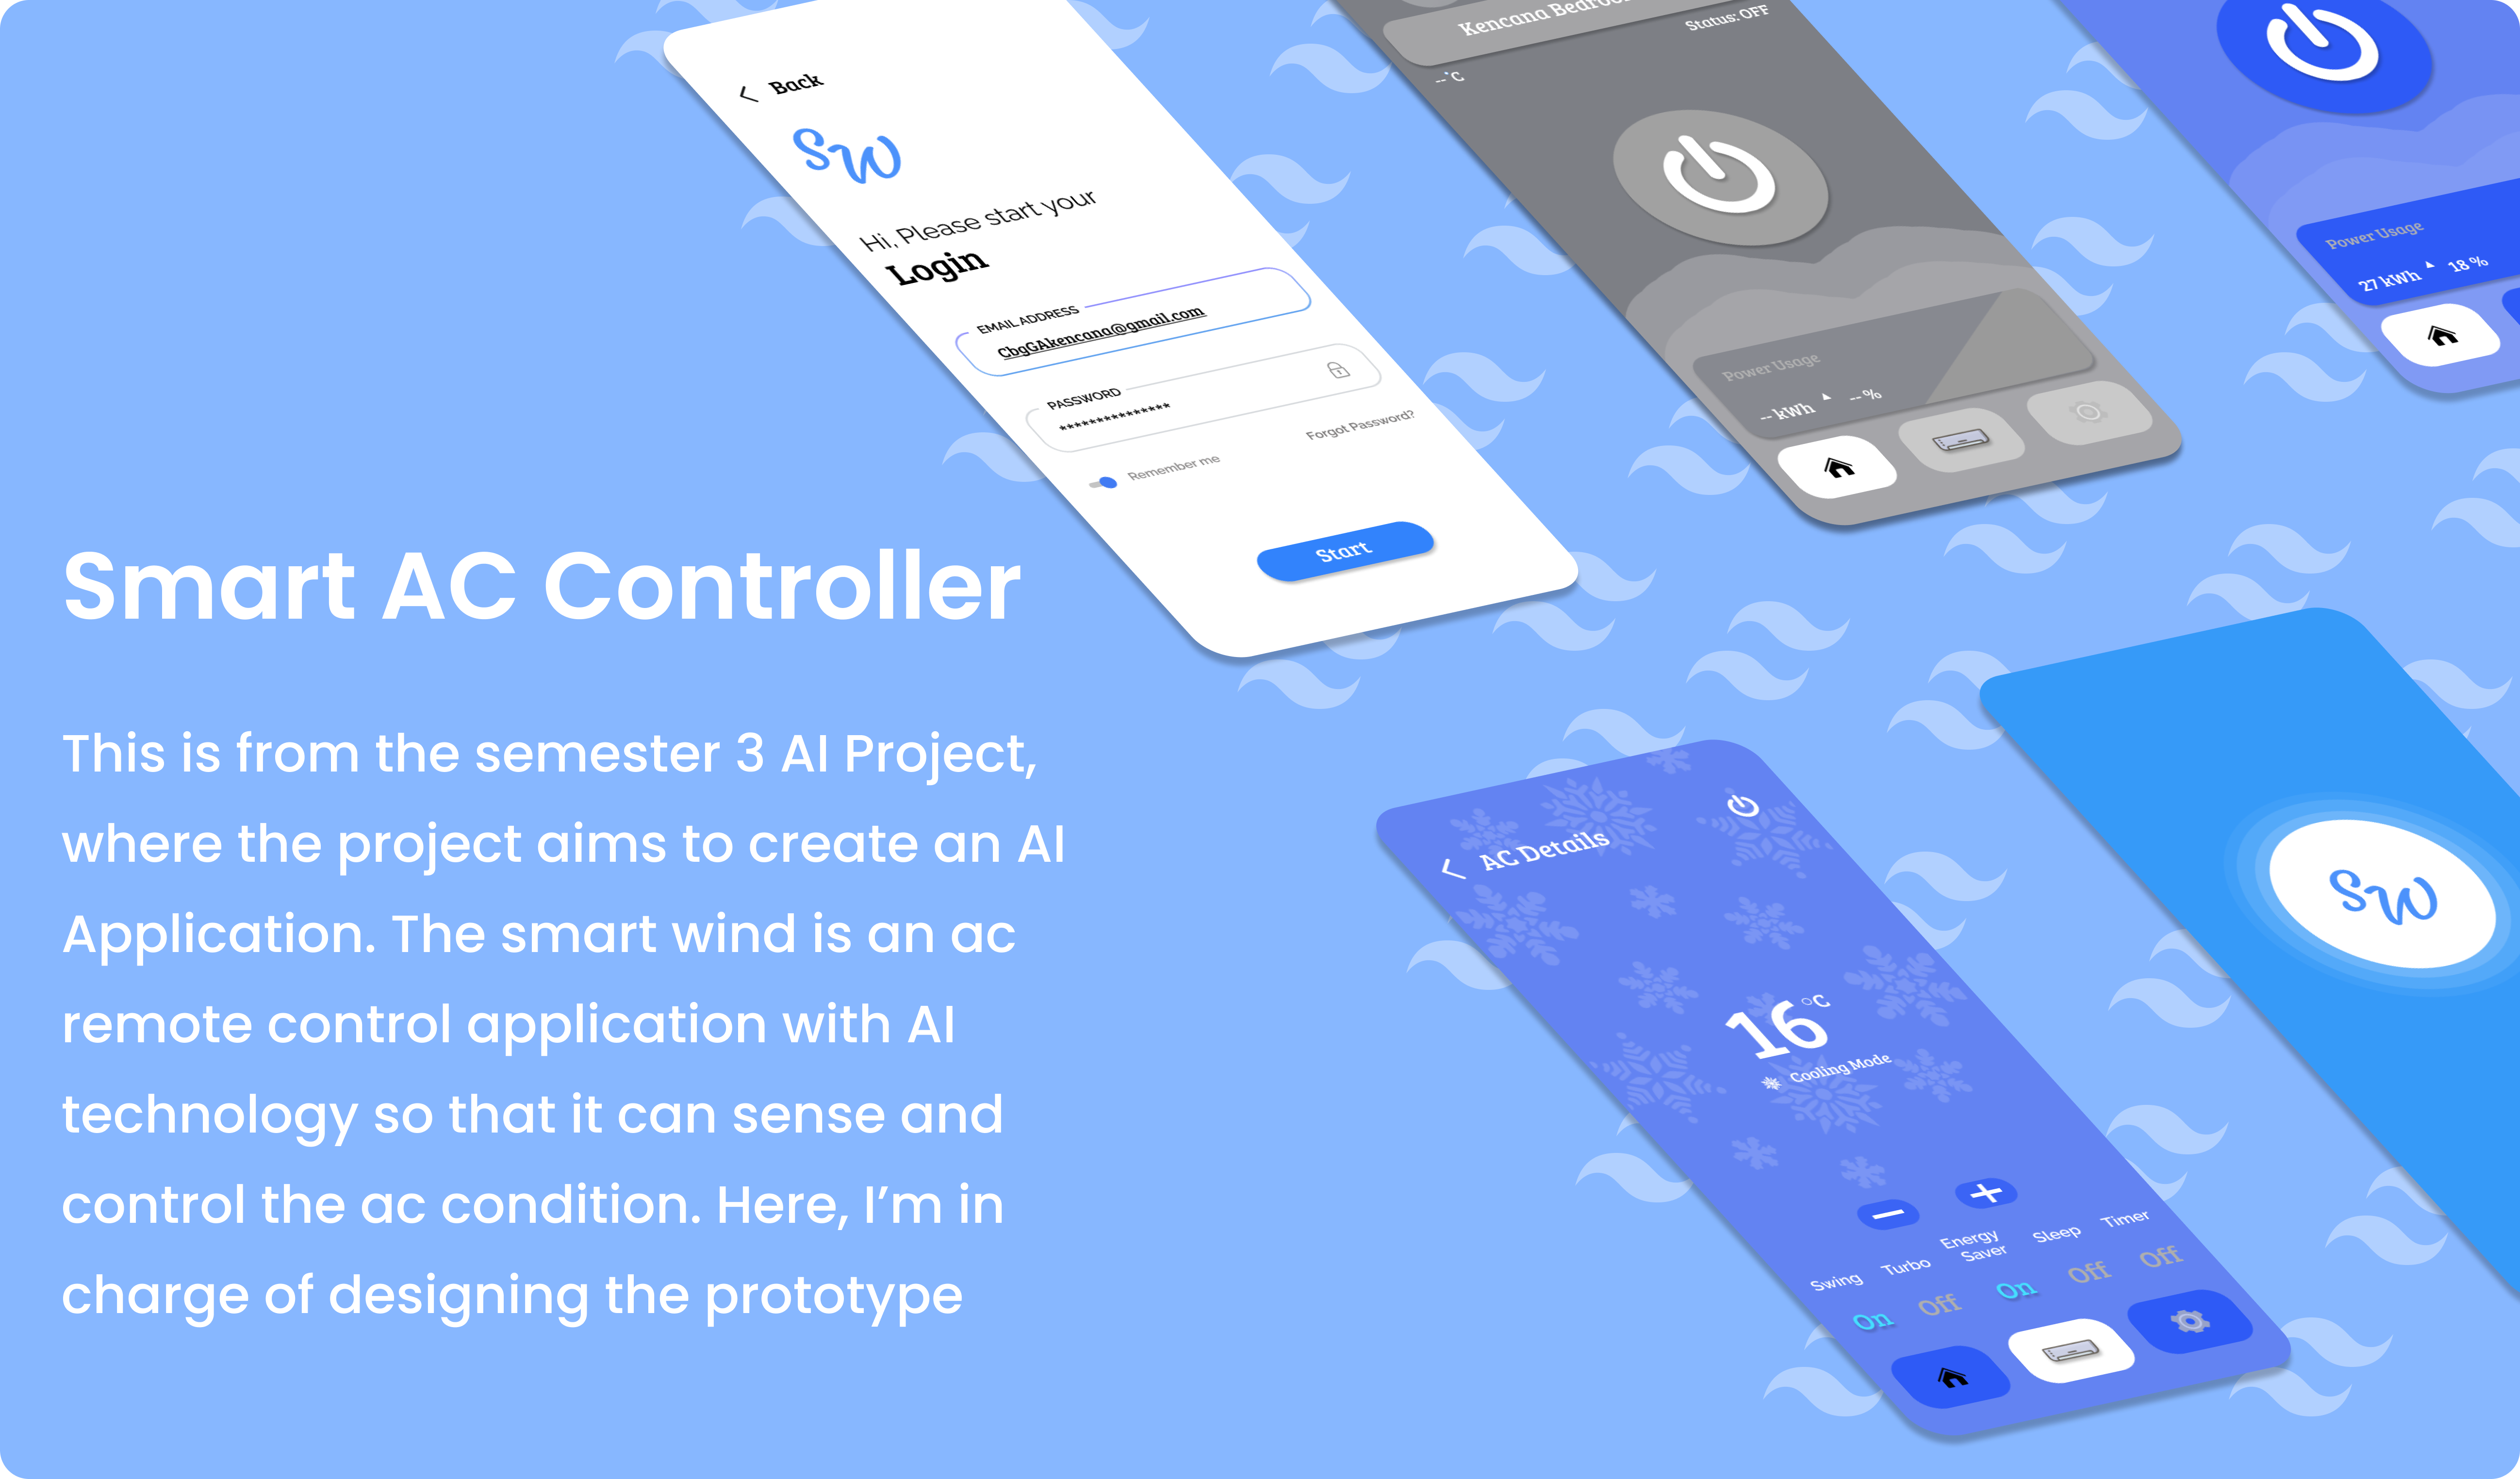 Smart AC Controller
This is from the semester 3 AI Project,
where the project aims to create an AI
Application. The smart wind is an ac
remote control application with AI
technology so that it can sense and
control the ac condition. Here, I’m in
charge of designing the prototype
Back
SW
Hi, Please start your
Login
EMAIL ADDRESS
CbgGAkencana@gmail.com
PASSWORD
**************
Remember me
Forgot Password?
Start
Kencana
Status: OFF
--°C
Power Usage
-- kWh ▲ -- %
Power Usage
27 kWh ▲ 18 %
AC Details
16 °C
Cooling Mode
Swing
Turbo
Energy
Saver
Sleep
Timer
On
Off
On
Off
Off
SW